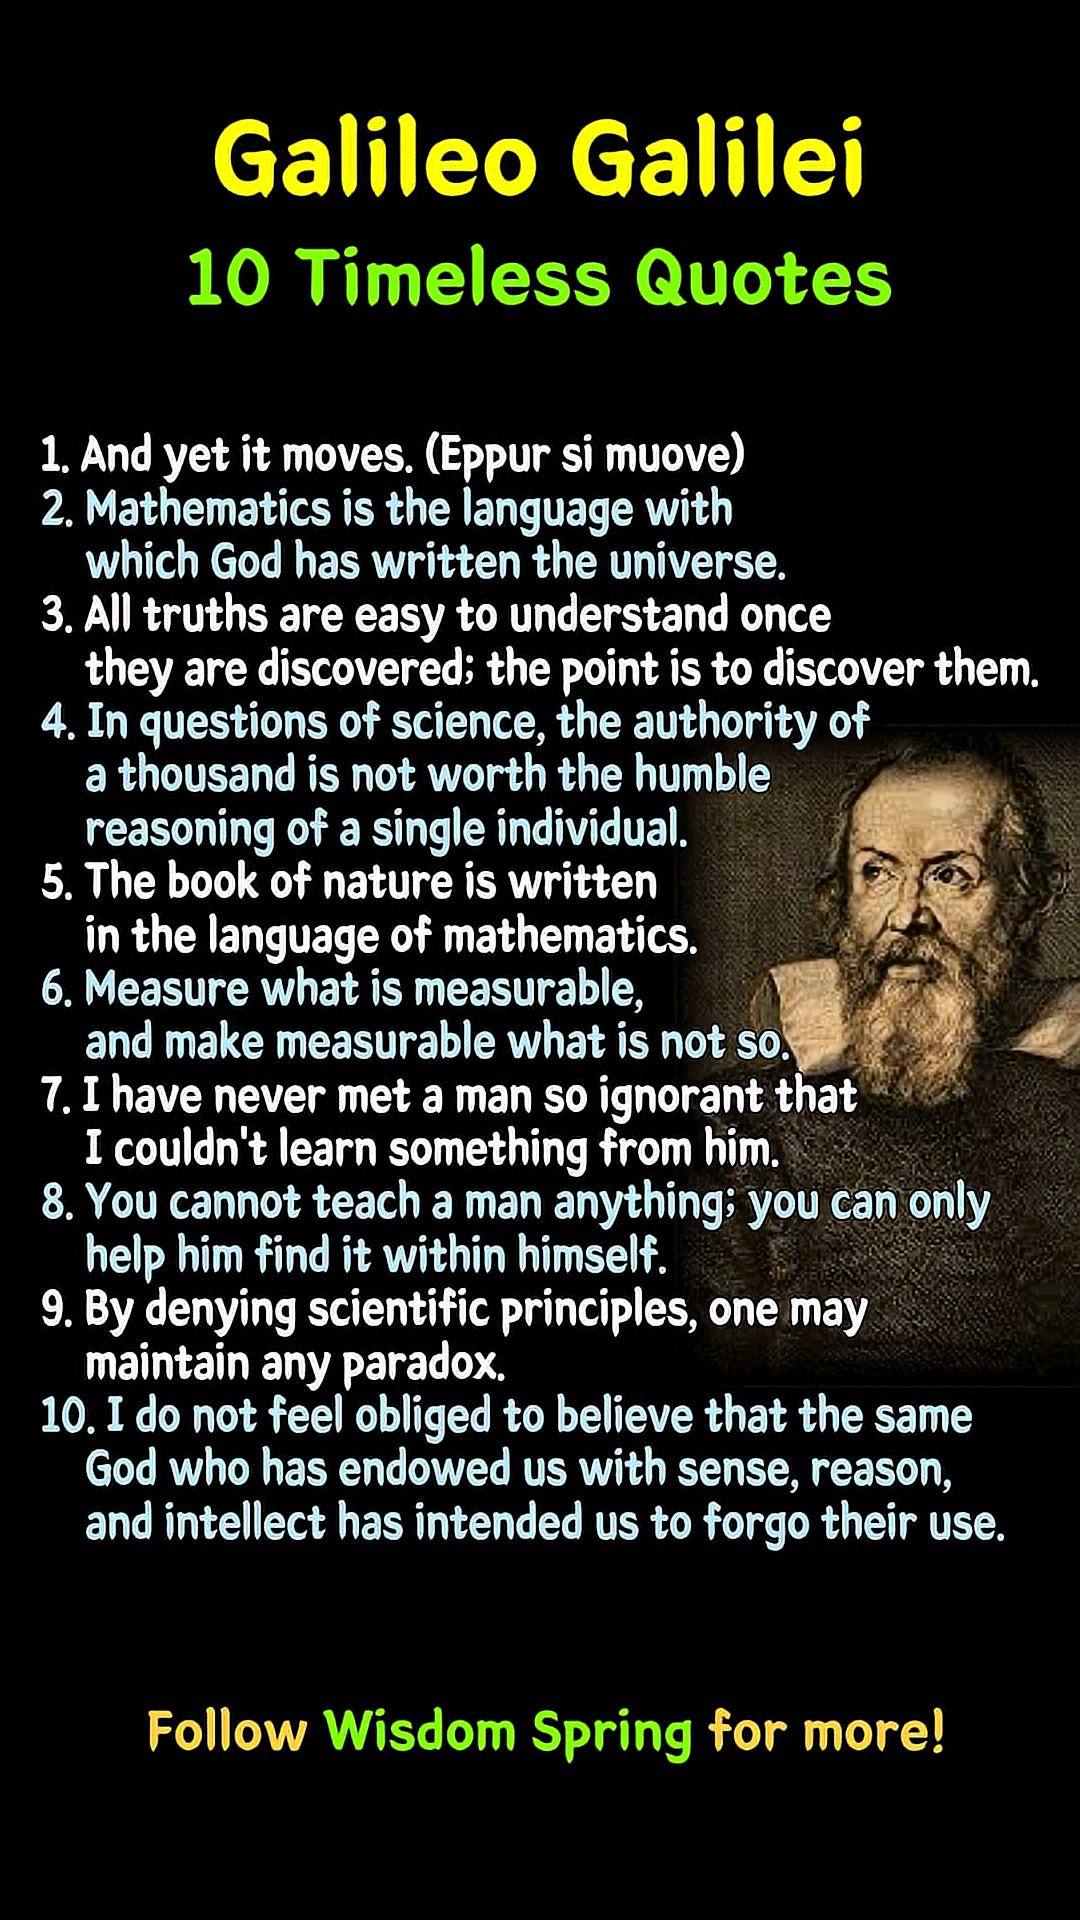 Galileo Galilei
10 Timeless Quotes
1. And yet it moves. (Eppur si muove)
2. Mathematics is the language with
which God has written the universe.
3. All truths are easy to understand once
they are discovered; the point is to discover them.
4. In questions of science, the authority of
a thousand is not worth the humble
reasoning of a single individual.
5. The book of nature is written
in the language of mathematics.
6. Measure what is measurable,
and make measurable what is not so.
7. I have never met a man so ignorant that
I couldn't learn something from him.
8. You cannot teach a man anything; you can only
help him find it within himself.
9. By denying scientific principles, one may
maintain any paradox.
10. I do not feel obliged to believe that the same
God who has endowed us with sense, reason,
and intellect has intended us to forgo their use.
Follow Wisdom Spring for more!